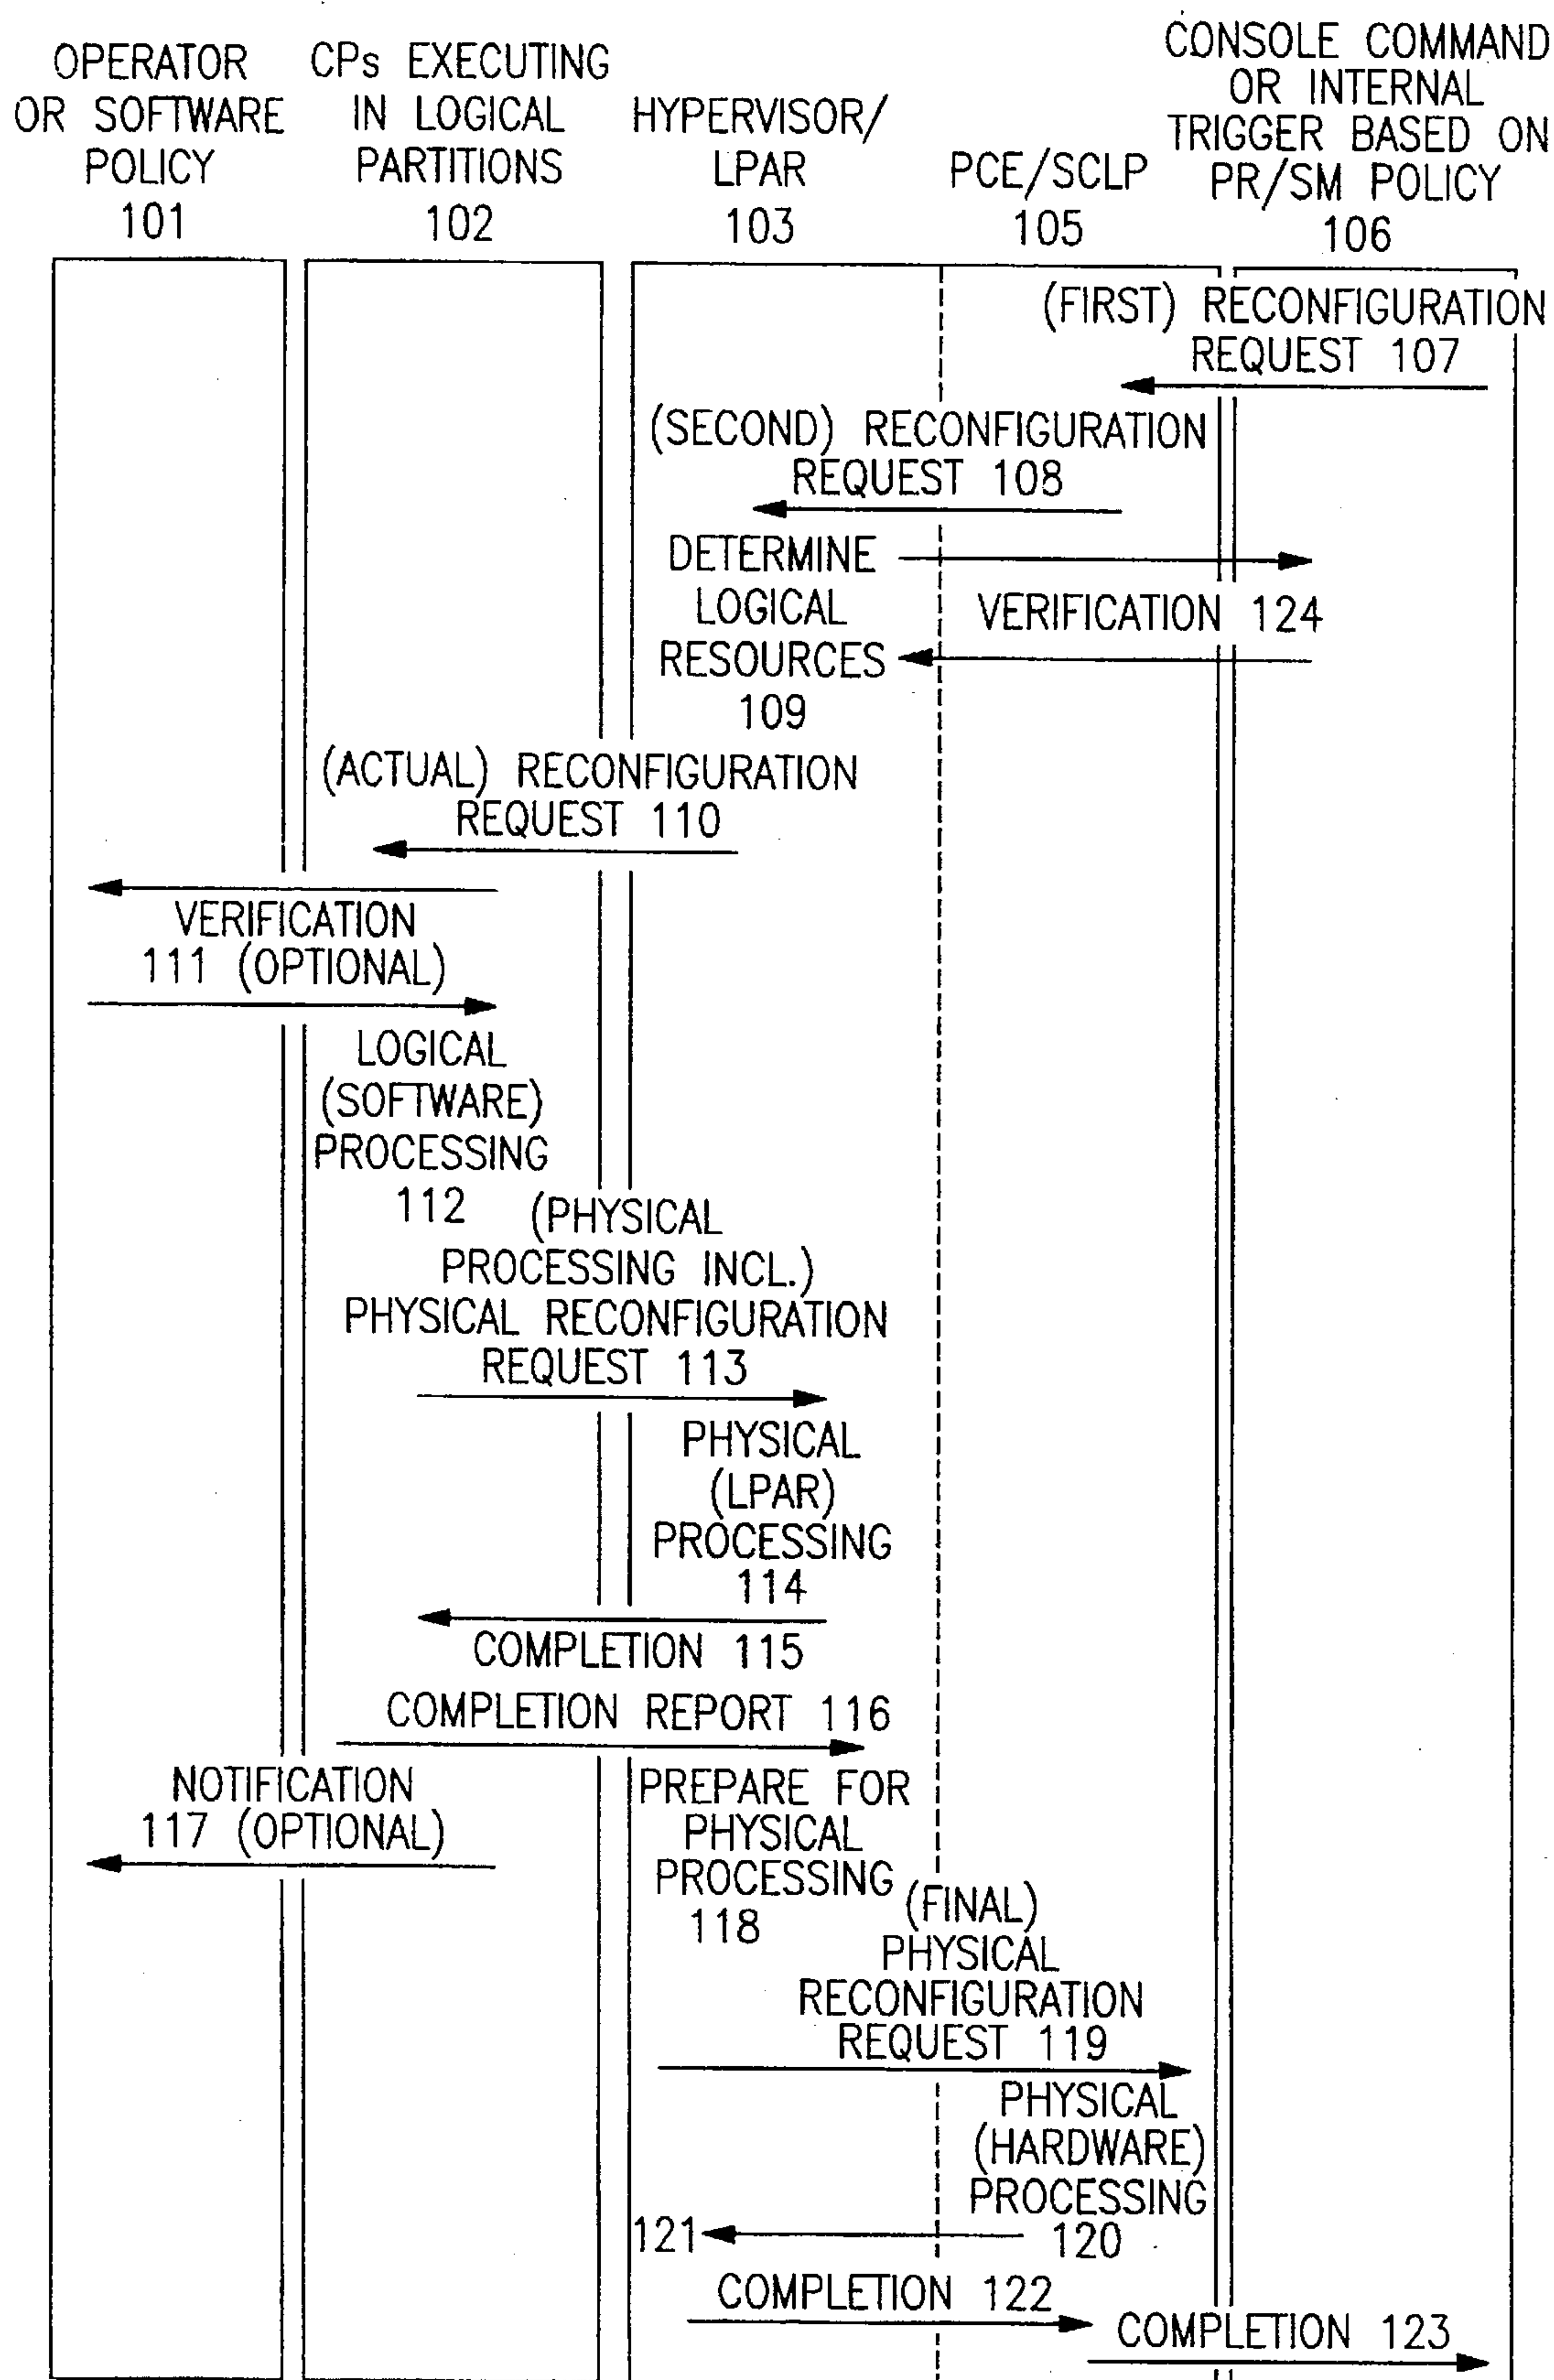 OPERATOR
OR SOFTWARE
POLICY
101
CPs EXECUTING
IN LOGICAL
PARTITIONS
102
HYPERVISOR/
LPAR
103
PCE/SCLP
105
CONSOLE COMMAND
OR INTERNAL
TRIGGER BASED ON
PR/SM POLICY
106
(FIRST) RECONFIGURATION
REQUEST 107
(SECOND) RECONFIGURATION
REQUEST 108
DETERMINE
LOGICAL
RESOURCES
109
VERIFICATION 124
(ACTUAL) RECONFIGURATION
REQUEST 110
VERIFICATION
111 (OPTIONAL)
LOGICAL
(SOFTWARE)
PROCESSING
112
(PHYSICAL
PROCESSING INCL.)
PHYSICAL RECONFIGURATION
REQUEST 113
PHYSICAL
(LPAR)
PROCESSING
114
COMPLETION 115
COMPLETION REPORT 116
NOTIFICATION
117 (OPTIONAL)
PREPARE FOR
PHYSICAL
PROCESSING
118
(FINAL)
PHYSICAL
RECONFIGURATION
REQUEST 119
PHYSICAL
(HARDWARE)
PROCESSING
120
121
COMPLETION 122
COMPLETION 123